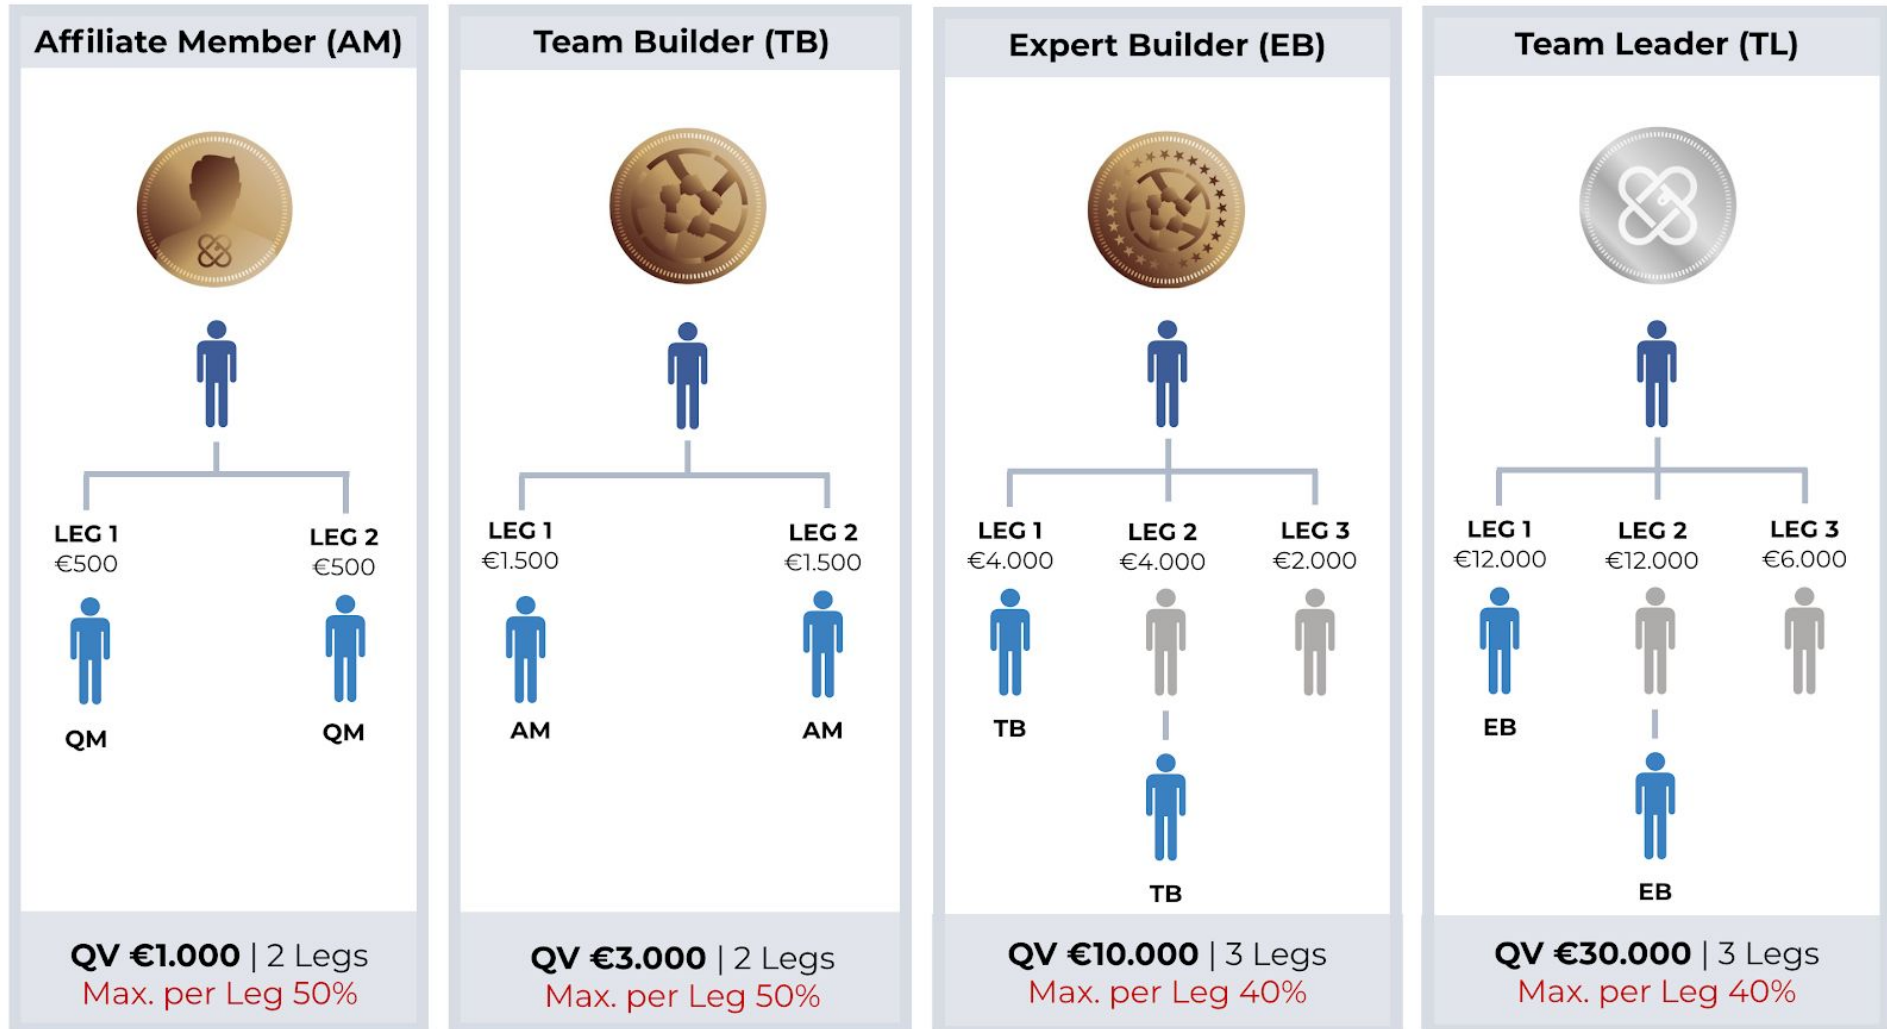 Affiliate Member (AM)
LEG 1
€500
LEG 2
€500
QM
QM
QV €1.000 | 2 Legs
Max. per Leg 50%
Team Builder (TB)
LEG 1
€1.500
LEG 2
€1.500
AM
AM
QV €3.000 | 2 Legs
Max. per Leg 50%
Expert Builder (EB)
LEG 1
€4.000
LEG 2
€4.000
LEG 3
€2.000
TB
TB
QV €10.000 | 3 Legs
Max. per Leg 40%
Team Leader (TL)
LEG 1
€12.000
LEG 2
€12.000
LEG 3
€6.000
EB
EB
QV €30.000 | 3 Legs
Max. per Leg 40%